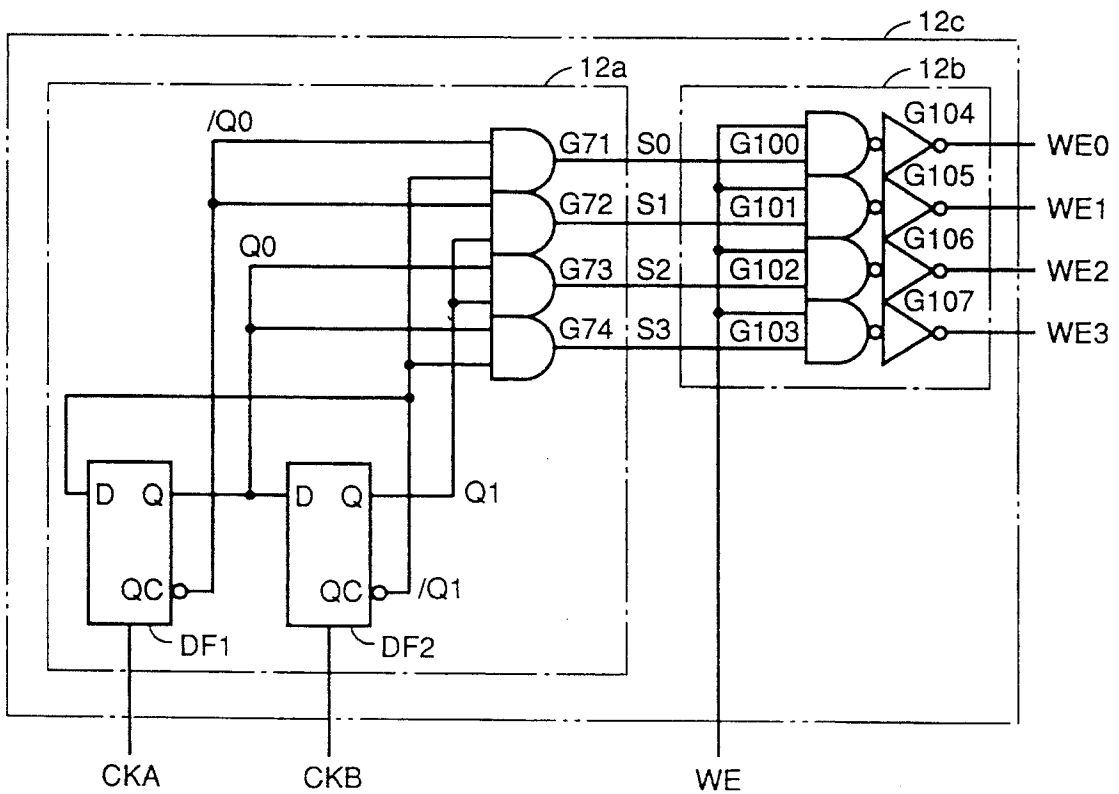 12c
12a
12b
/Q0
G104
G71 S0 G100 WE0
G105
G72 S1 G101 WE1
Q0
G106
G73 S2 G102 WE2
G107
G74 S3 G103 WE3
D Q D Q Q1
QC QC /Q1
DF1 DF2
CKA CKB WE